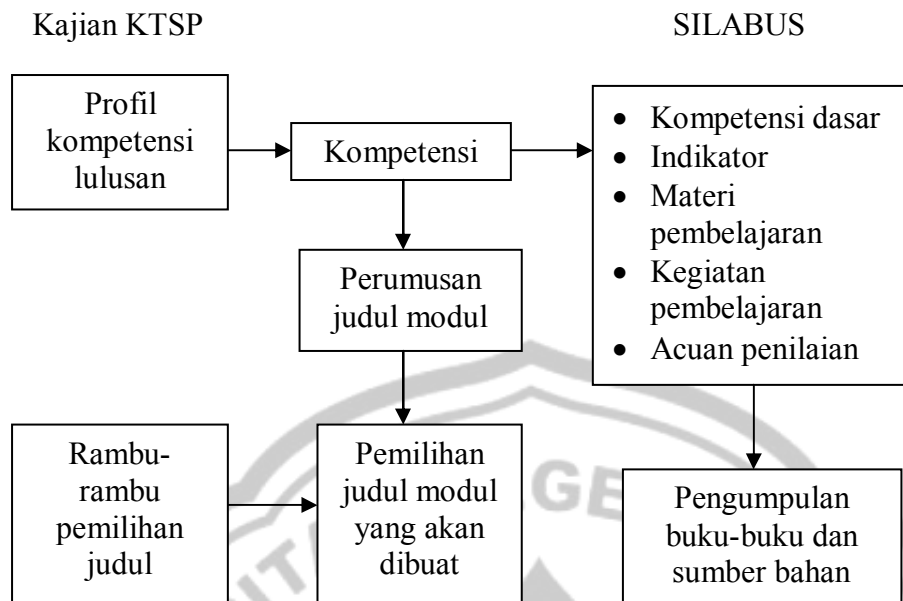 Kajian KTSP
SILABUS
Profil
kompetensi
lulusan
Kompetensi
• Kompetensi dasar
• Indikator
• Materi
pembelajaran
• Kegiatan
pembelajaran
• Acuan penilaian
Perumusan
judul modul
Rambu-
rambu
pemilihan
judul
Pemilihan
judul modul
yang akan
dibuat
Pengumpulan
buku-buku dan
sumber bahan